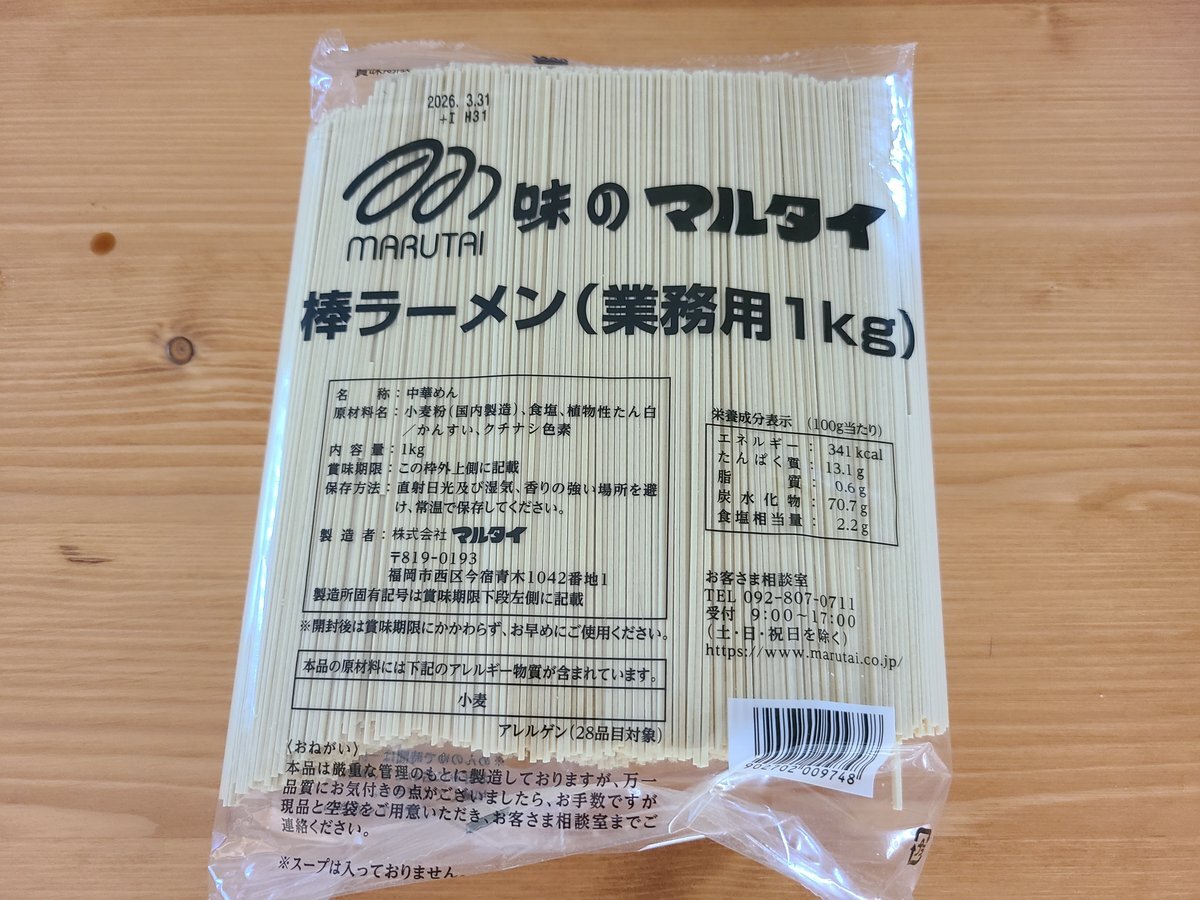 賞味期限
2026. 3.31
+I H31
MARUTAI
味のマルタイ
棒ラーメン(業務用1kg)
名称:中華めん
原材料名:小麦粉(国内製造)、食塩、植物性たん白
/かんすい、クチナシ色素
内容量:1kg
賞味期限:この枠外上側に記載
保存方法:直射日光及び湿気、香りの強い場所を避
け、常温で保存してください。
製造者:株式会社 マルタイ
〒819-0193
福岡市西区今宿青木1042番地1
製造所固有記号は賞味期限下段左側に記載
※開封後は賞味期限にかかわらず、お早めにご使用ください。
本品の原材料には下記のアレルギー物質が含まれています。
小麦
アレルゲン(28品目対象)
〈おねがい〉
本品は厳重な管理のもとに製造しておりますが、万一
品質にお気付きの点がございましたら、お手数ですが
現品と空袋をご用意いただき、お客さま相談室までご
連絡ください。
※スープは入っておりません。
栄養成分表示 (100g当たり)
エネルギー: 341kcal
たんぱく質: 13.1g
脂質: 0.6g
炭水化物: 70.7g
食塩相当量: 2.2g
お客さま相談室
TEL 092-807-0711
受付 9:00~17:00
(土・日・祝日を除く)
https://www.marutai.co.jp/
902702 009748